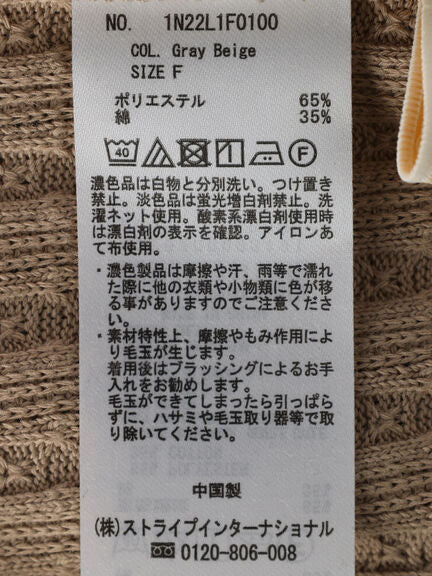 NO. 1N22L1F0100
COL. Gray Beige
SIZE F
ポリエステル 65%
綿 35%
40 F
濃色品は白物と分別洗い。つけ置き
禁止。淡色品は蛍光増白剤禁止。洗
濯ネット使用。酸素系漂白剤使用時
は漂白剤の表示を確認。アイロンあ
て布使用。
・濃色製品は摩擦や汗、雨等で濡れ
た際に他の衣類や小物類に色が移
る事がありますのでご注意くださ
い。
・素材特性上、摩擦やもみ作用によ
り毛玉が生じます。
着用後はブラッシングによるお手
入れをお勧めします。
毛玉ができてしまったら引っぱら
ずに、ハサミや毛玉取り器等で取
り除いてください。
中国製
(株)ストライプインターナショナル
0120-806-008